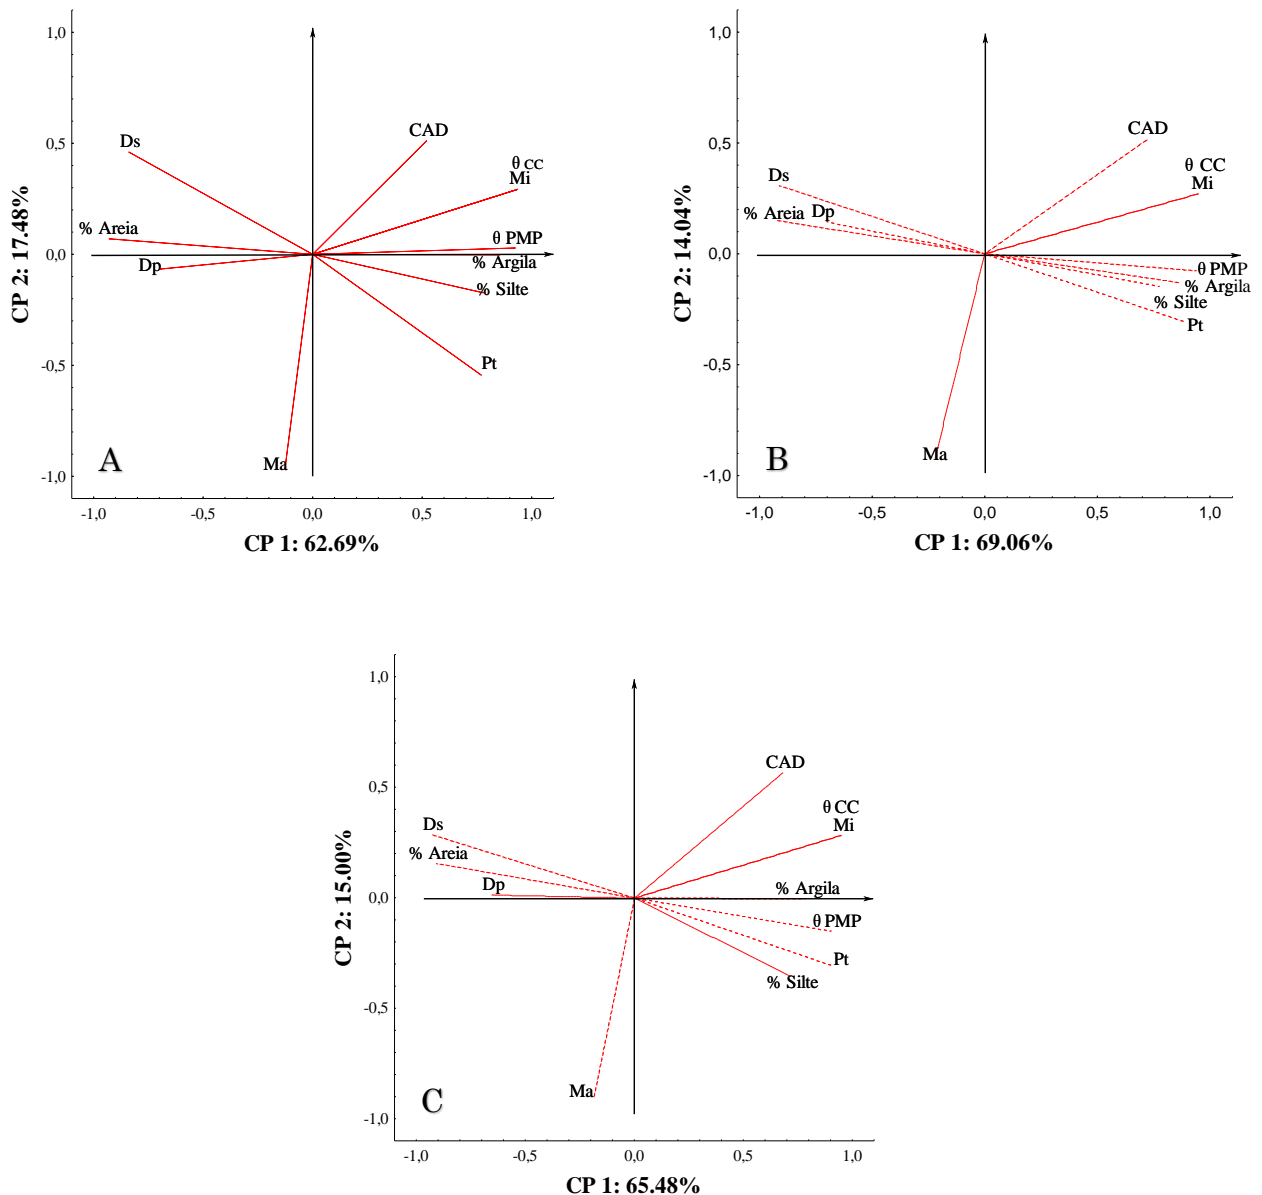 1,0
0,5
0,0
-0,5
-1,0
CP 2: 17.48%
Ds
CAD
θ CC
Mi
% Areia
θ PMP
Dp
% Argila
% Silte
Pt
Ma
A
-1,0 -0,5 0,0 0,5 1,0
CP 1: 62.69%
1,0
0,5
0,0
-0,5
-1,0
CP 2: 14.04%
CAD
θ CC
Mi
Ds
% Areia
Dp
θ PMP
% Argila
% Silte
Pt
Ma
B
-1,0 -0,5 0,0 0,5 1,0
CP 1: 69.06%
1,0
0,5
0,0
-0,5
-1,0
CP 2: 15.00%
CAD
θ CC
Mi
Ds
% Areia
Dp
% Argila
θ PMP
Pt
% Silte
Ma
C
-1,0 -0,5 0,0 0,5 1,0
CP 1: 65.48%